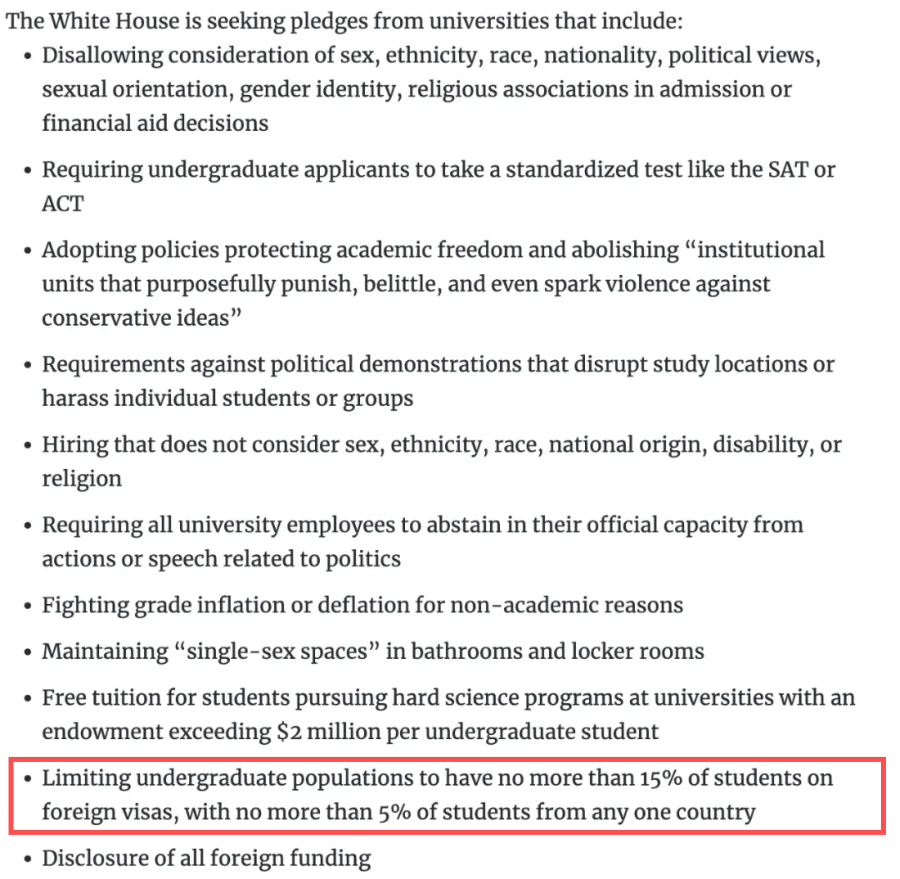 The White House is seeking pledges from universities that include:
• Disallowing consideration of sex, ethnicity, race, nationality, political views,
sexual orientation, gender identity, religious associations in admission or
financial aid decisions
• Requiring undergraduate applicants to take a standardized test like the SAT or
ACT
• Adopting policies protecting academic freedom and abolishing “institutional
units that purposefully punish, belittle, and even spark violence against
conservative ideas”
• Requirements against political demonstrations that disrupt study locations or
harass individual students or groups
• Hiring that does not consider sex, ethnicity, race, national origin, disability, or
religion
• Requiring all university employees to abstain in their official capacity from
actions or speech related to politics
• Fighting grade inflation or deflation for non-academic reasons
• Maintaining “single-sex spaces” in bathrooms and locker rooms
• Free tuition for students pursuing hard science programs at universities with an
endowment exceeding $2 million per undergraduate student
• Limiting undergraduate populations to have no more than 15% of students on
foreign visas, with no more than 5% of students from any one country
• Disclosure of all foreign funding